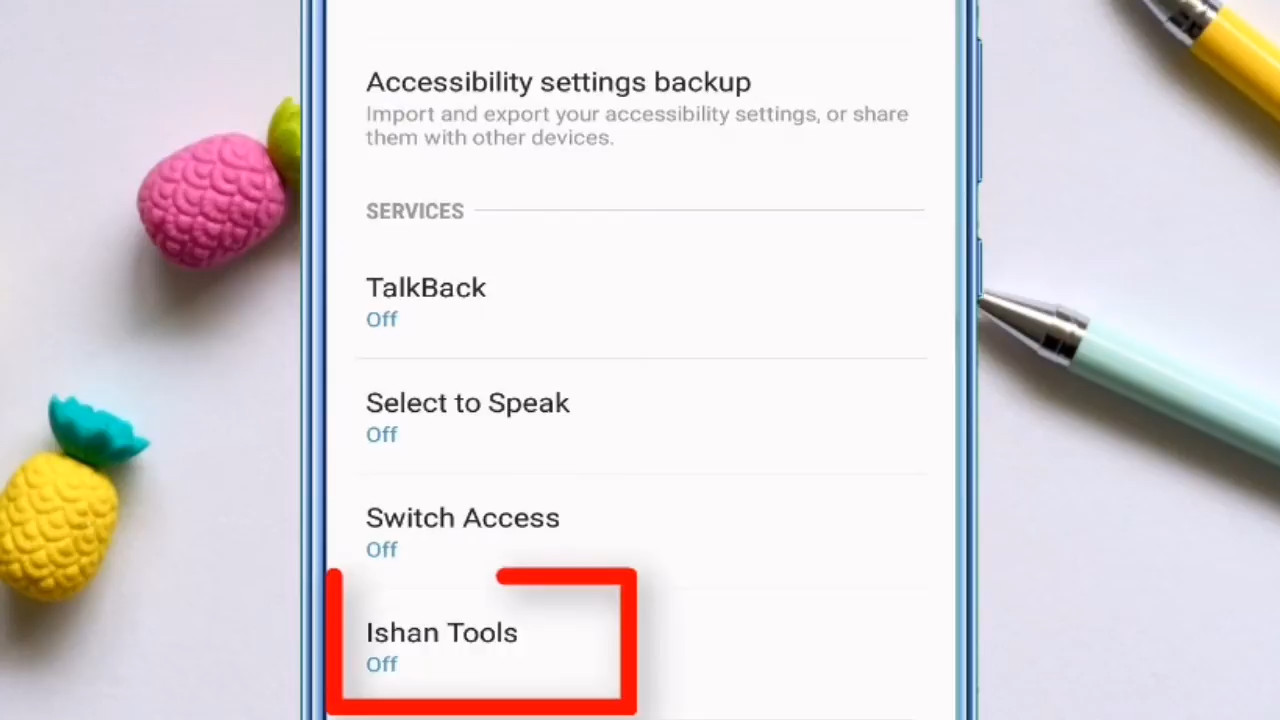 Accessibility settings backup
Import and export your accessibility settings, or share
them with other devices.
SERVICES
TalkBack
Off
Select to Speak
Off
Switch Access
Off
Ishan Tools
Off